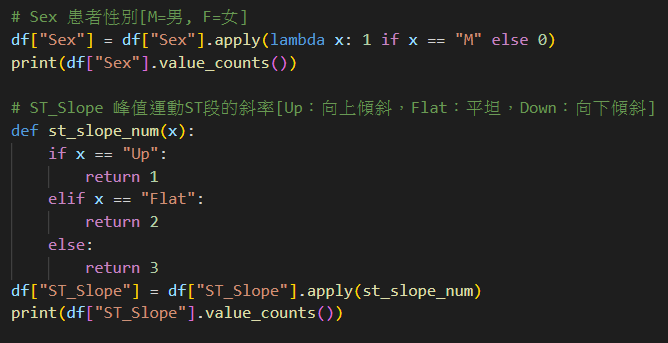 # Sex 患者性別[M=男, F=女]
df["Sex"] = df["Sex"].apply(lambda x: 1 if x == "M" else 0)
print(df["Sex"].value_counts())
# ST_Slope 峰值運動ST段的斜率[Up：向上傾斜，Flat：平坦，Down：向下傾斜]
def st_slope_num(x):
    if x == "Up":
        return 1
    elif x == "Flat":
        return 2
    else:
        return 3
df["ST_Slope"] = df["ST_Slope"].apply(st_slope_num)
print(df["ST_Slope"].value_counts())